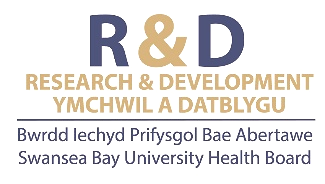 R&D
RESEARCH & DEVELOPMENT
YMCHWIL A DATBLYGU
Bwrdd Iechyd Prifysgol Bae Abertawe
Swansea Bay University Health Board